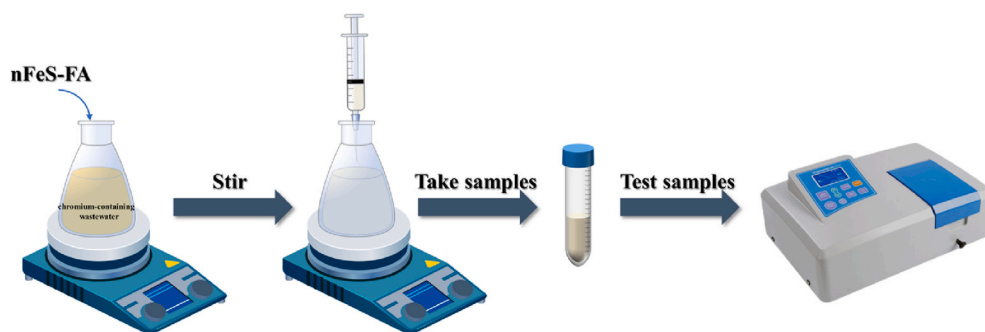 nFeS-FA
chromium-containing
wastewater
Stir
Take samples
Test samples